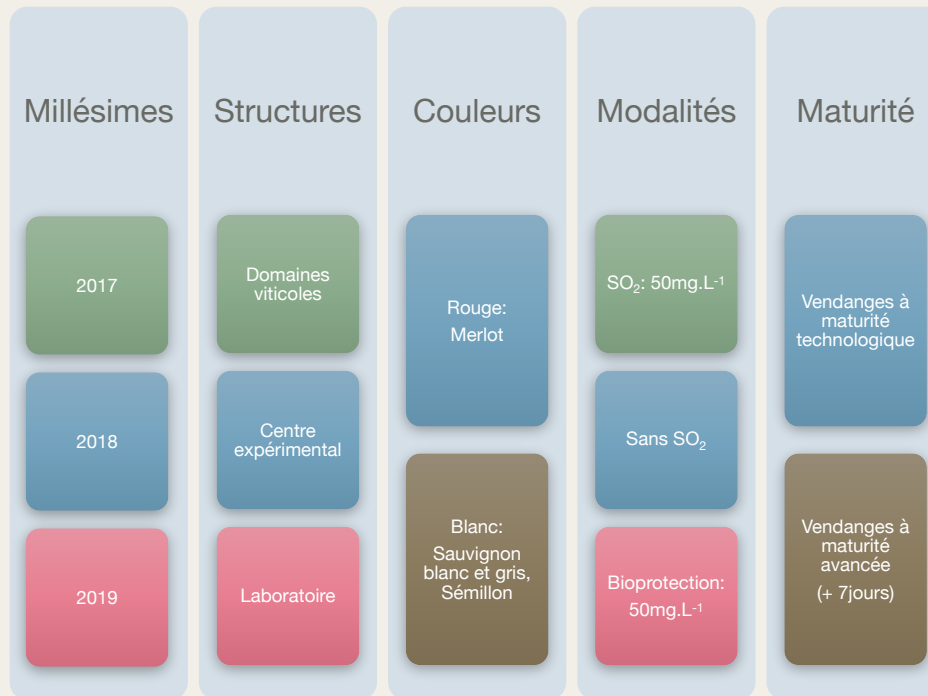 Millésimes
Structures
Couleurs
Modalités
Maturité
2017
2018
2019
Domaines
viticoles
Centre
expérimental
Laboratoire
Rouge:
Merlot
Blanc:
Sauvignon
blanc et gris,
Sémillon
SO₂: 50mg.L⁻¹
Sans SO₂
Bioprotection:
50mg.L⁻¹
Vendanges à
maturité
technologique
Vendanges à
maturité
avancée
(+ 7jours)